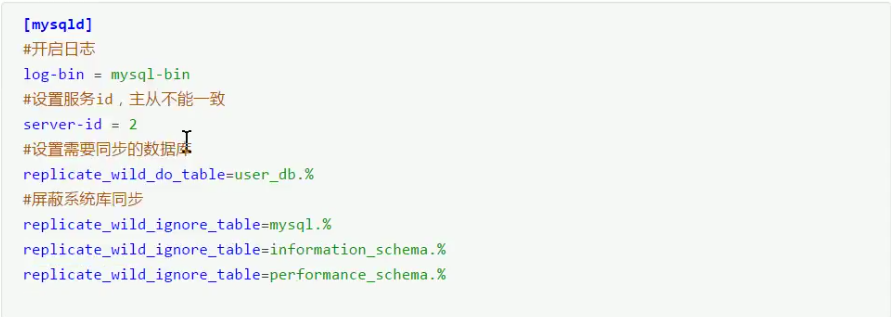 [mysqld]
#开启日志
log-bin = mysql-bin
#设置服务id，主从不能一致
server-id = 2
#设置需要同步的数据库
replicate_wild_do_table=user_db.%
#屏蔽系统库同步
replicate_wild_ignore_table=mysql.%
replicate_wild_ignore_table=information_schema.%
replicate_wild_ignore_table=performance_schema.%